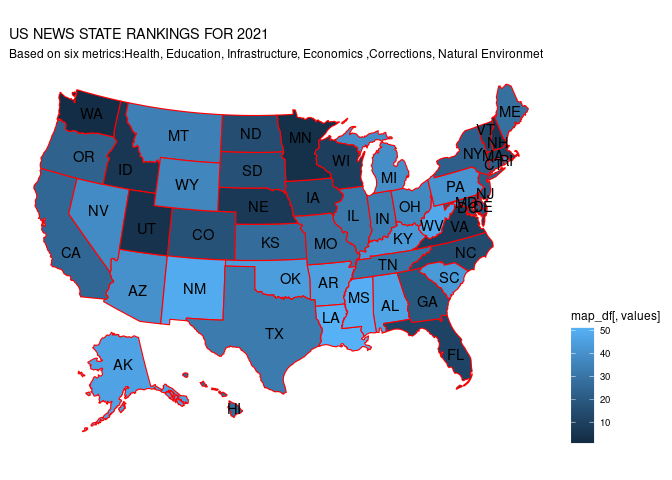 US NEWS STATE RANKINGS FOR 2021
Based on six metrics:Health, Education, Infrastructure, Economics ,Corrections, Natural Environmet
WA
MT
ND
MN
ME
VT
NH
OR
ID
WY
SD
WI
MI
NY
MA
CT
RI
NV
UT
CO
NE
IA
IL
IN
OH
PA
NJ
MD
DE
DC
WV
VA
CA
KS
MO
KY
NC
TN
AZ
NM
OK
AR
SC
MS
AL
GA
TX
LA
FL
AK
HI
map_df[, values]
50
40
30
20
10